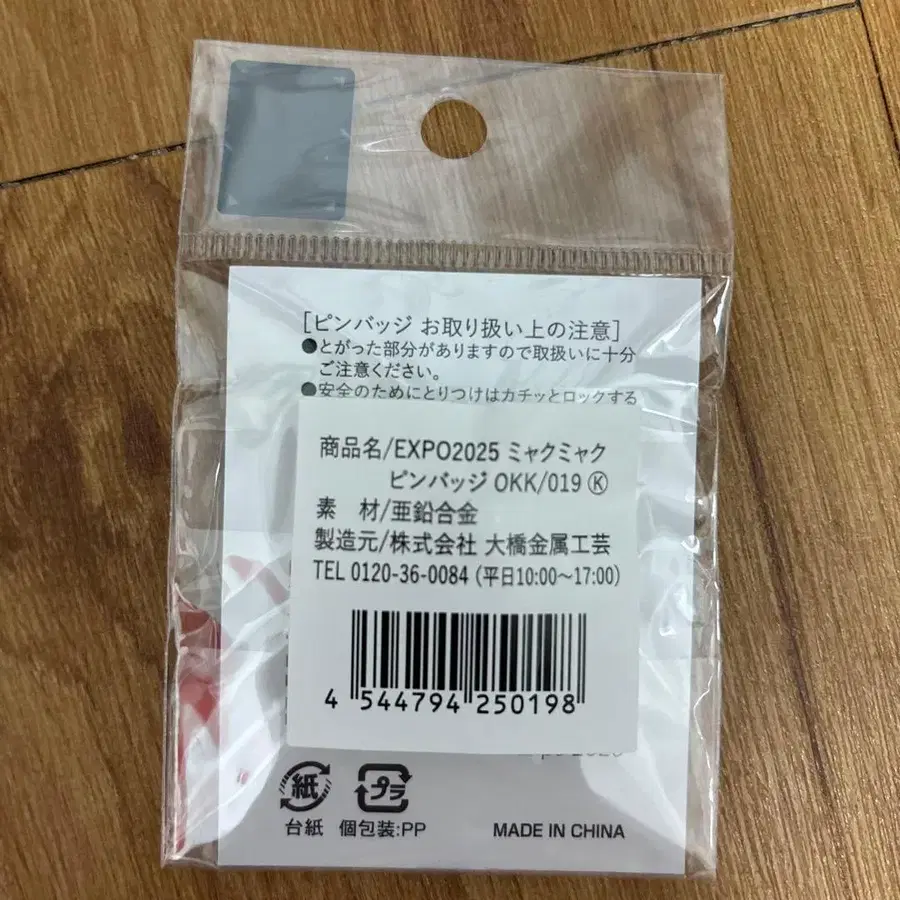 ［ピンバッジ お取り扱い上の注意］
●とがった部分がありますので取扱いに十分
ご注意ください。
●安全のためにとりつけはカチッとロックする
商品名/EXPO2025 ミャクミャク
ピンバッジ OKK/019 Ⓚ
素　材/亜鉛合金
製造元/株式会社 大橋金属工芸
TEL 0120-36-0084 (平日10:00～17:00)
4 544794 250198
紙 プラ
台紙 個包装:PP MADE IN CHINA